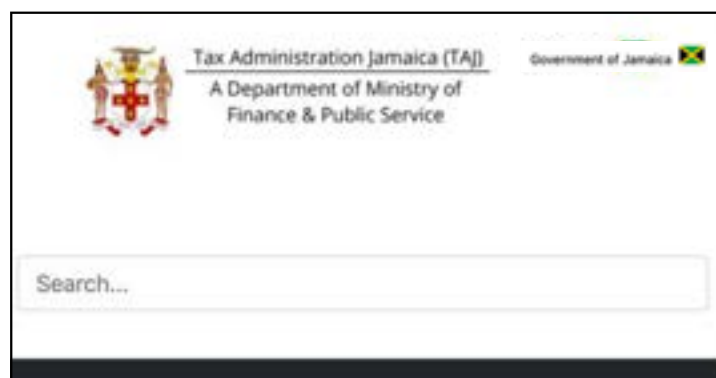 Tax Administration Jamaica (TAJ)
Government of Jamaica
A Department of Ministry of
Finance & Public Service
Search...